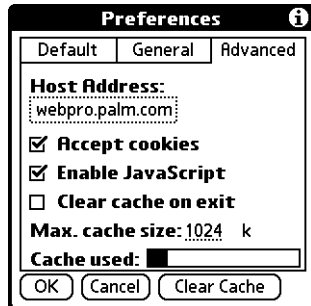 Preferences
Default General Advanced
Host Address:
webpro.palm.com
Accept cookies
Enable JavaScript
Clear cache on exit
Max. cache size: 1024 k
Cache used:
OK Cancel Clear Cache